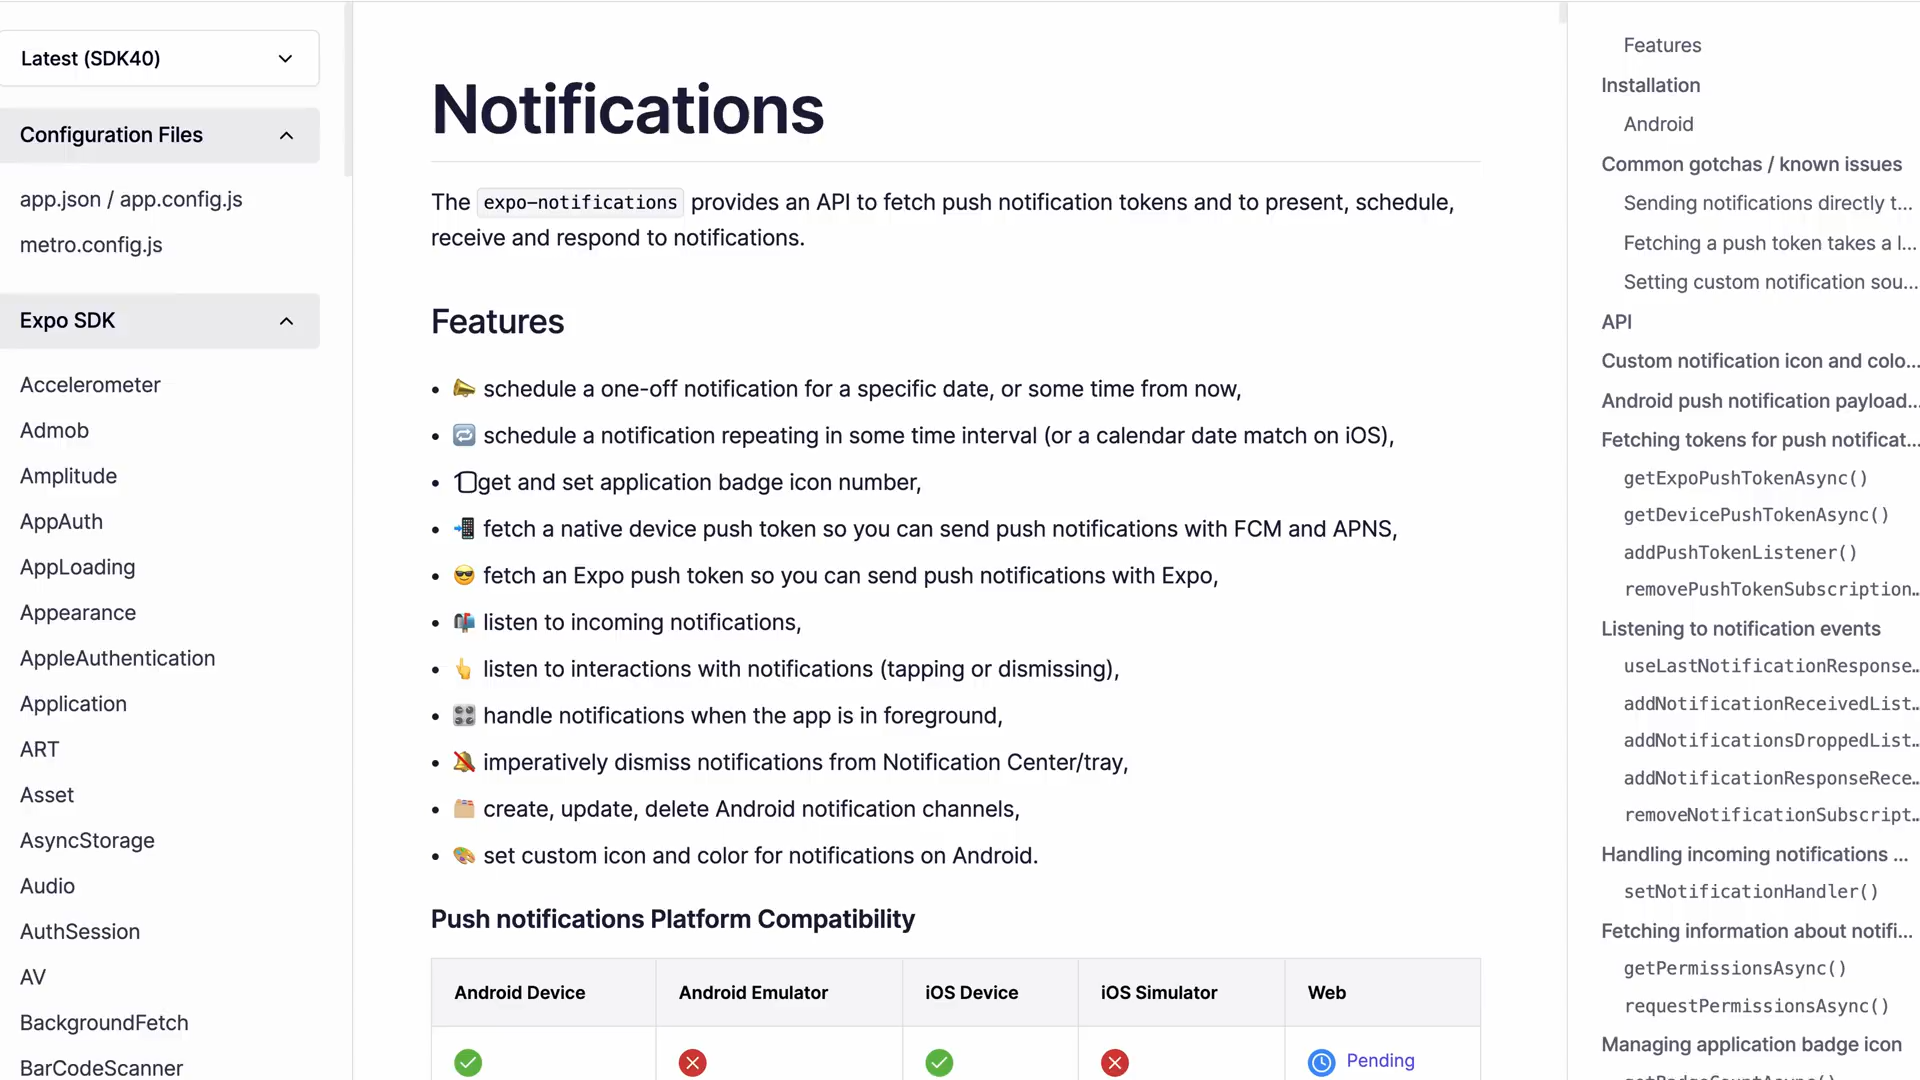 Latest (SDK40)
Configuration Files
app.json / app.config.js
metro.config.js
Expo SDK
Accelerometer
Admob
Amplitude
AppAuth
AppLoading
Appearance
AppleAuthentication
Application
ART
Asset
AsyncStorage
Audio
AuthSession
AV
BackgroundFetch
BarCodeScanner
Notifications
The expo-notifications provides an API to fetch push notification tokens and to present, schedule,
receive and respond to notifications.
Features
schedule a one-off notification for a specific date, or some time from now,
schedule a notification repeating in some time interval (or a calendar date match on iOS),
1get and set application badge icon number,
fetch a native device push token so you can send push notifications with FCM and APNS,
fetch an Expo push token so you can send push notifications with Expo,
listen to incoming notifications,
listen to interactions with notifications (tapping or dismissing),
handle notifications when the app is in foreground,
imperatively dismiss notifications from Notification Center/tray,
create, update, delete Android notification channels,
set custom icon and color for notifications on Android.
Push notifications Platform Compatibility
Android Device Android Emulator iOS Device iOS Simulator Web
Pending
Features
Installation
Android
Common gotchas / known issues
Sending notifications directly t...
Fetching a push token takes a l...
Setting custom notification sou...
API
Custom notification icon and colo...
Android push notification payload...
Fetching tokens for push notificat...
getExpoPushTokenAsync()
getDevicePushTokenAsync()
addPushTokenListener()
removePushTokenSubscription...
Listening to notification events
useLastNotificationResponse...
addNotificationReceivedList...
addNotificationsDroppedList...
addNotificationResponseRece...
removeNotificationSubscript...
Handling incoming notifications ...
setNotificationHandler()
Fetching information about notifi...
getPermissionsAsync()
requestPermissionsAsync()
Managing application badge icon